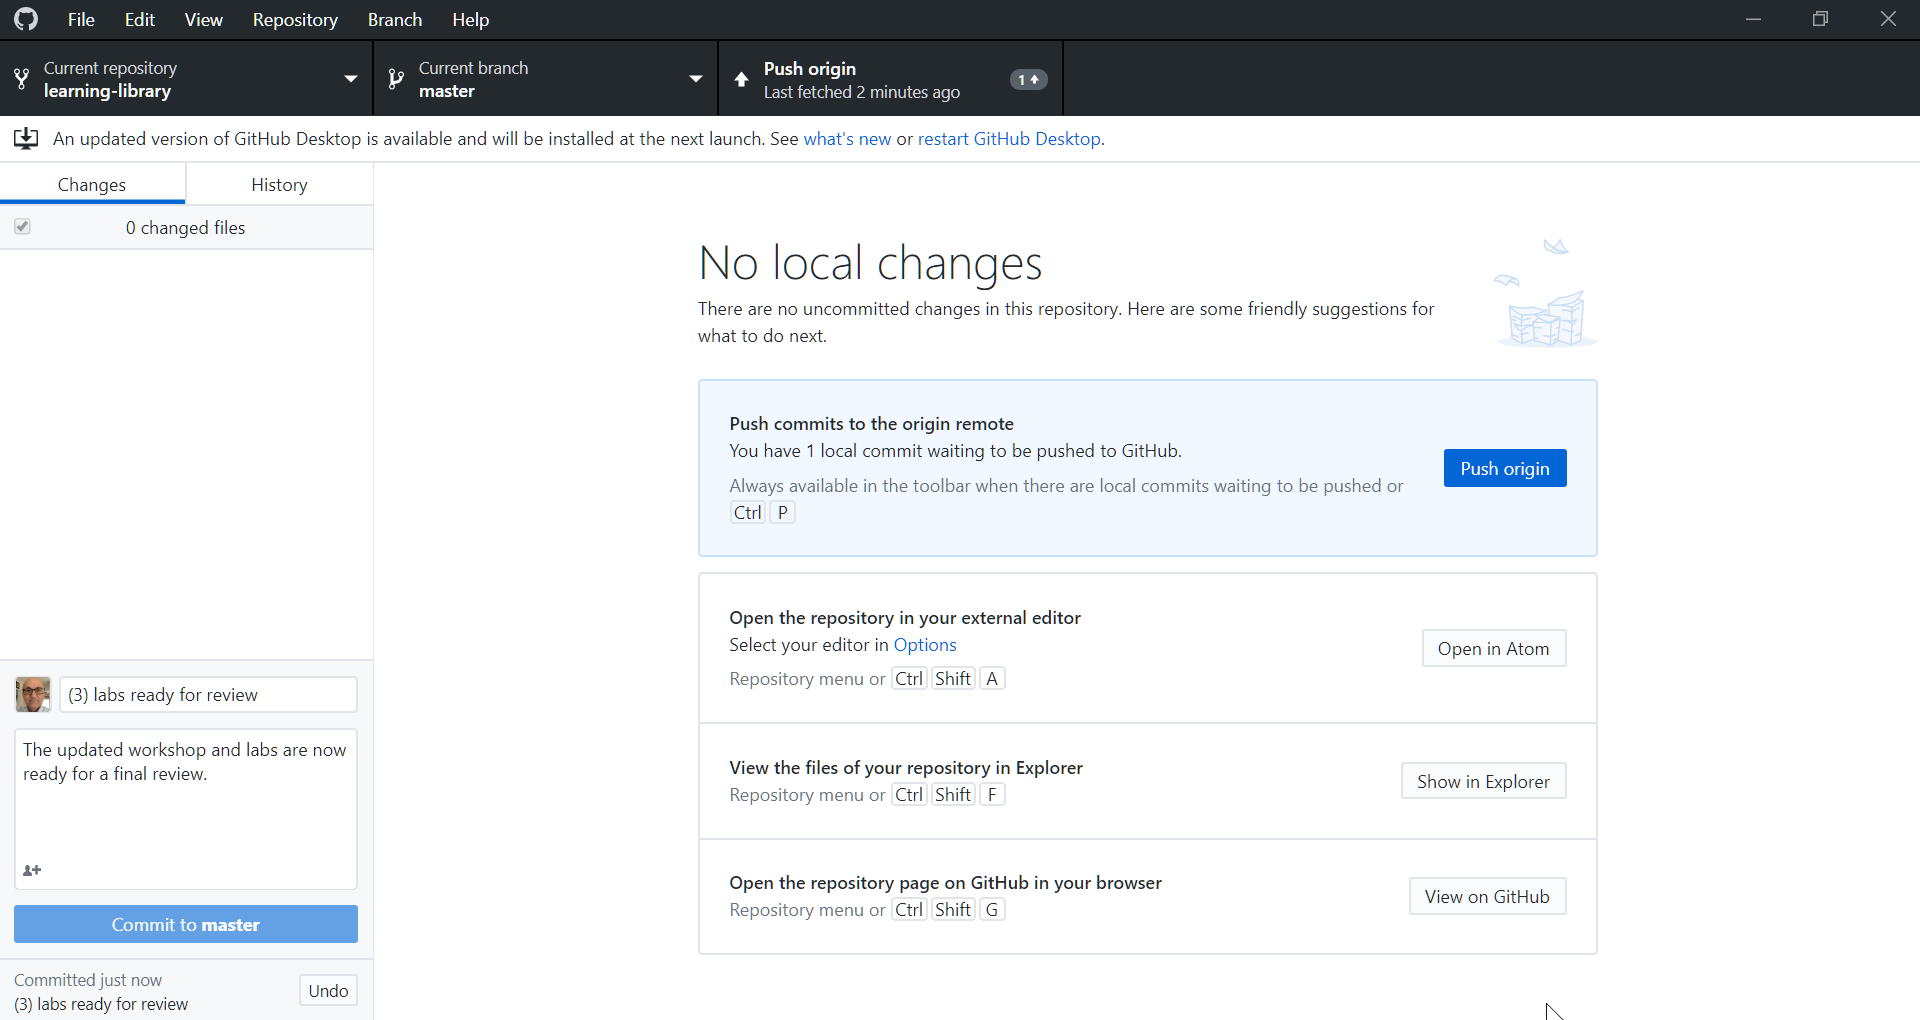 File Edit View Repository Branch Help
Current repository
learning-library
Current branch
master
Push origin
Last fetched 2 minutes ago
1
An updated version of GitHub Desktop is available and will be installed at the next launch. See what's new or restart GitHub Desktop.
Changes History
0 changed files
No local changes
There are no uncommitted changes in this repository. Here are some friendly suggestions for
what to do next.
Push commits to the origin remote
You have 1 local commit waiting to be pushed to GitHub.
Always available in the toolbar when there are local commits waiting to be pushed or
Ctrl P
Push origin
Open the repository in your external editor
Select your editor in Options
Repository menu or Ctrl Shift A
Open in Atom
View the files of your repository in Explorer
Repository menu or Ctrl Shift F
Show in Explorer
Open the repository page on GitHub in your browser
Repository menu or Ctrl Shift G
View on GitHub
(3) labs ready for review
The updated workshop and labs are now
ready for a final review.
Commit to master
Committed just now
(3) labs ready for review
Undo